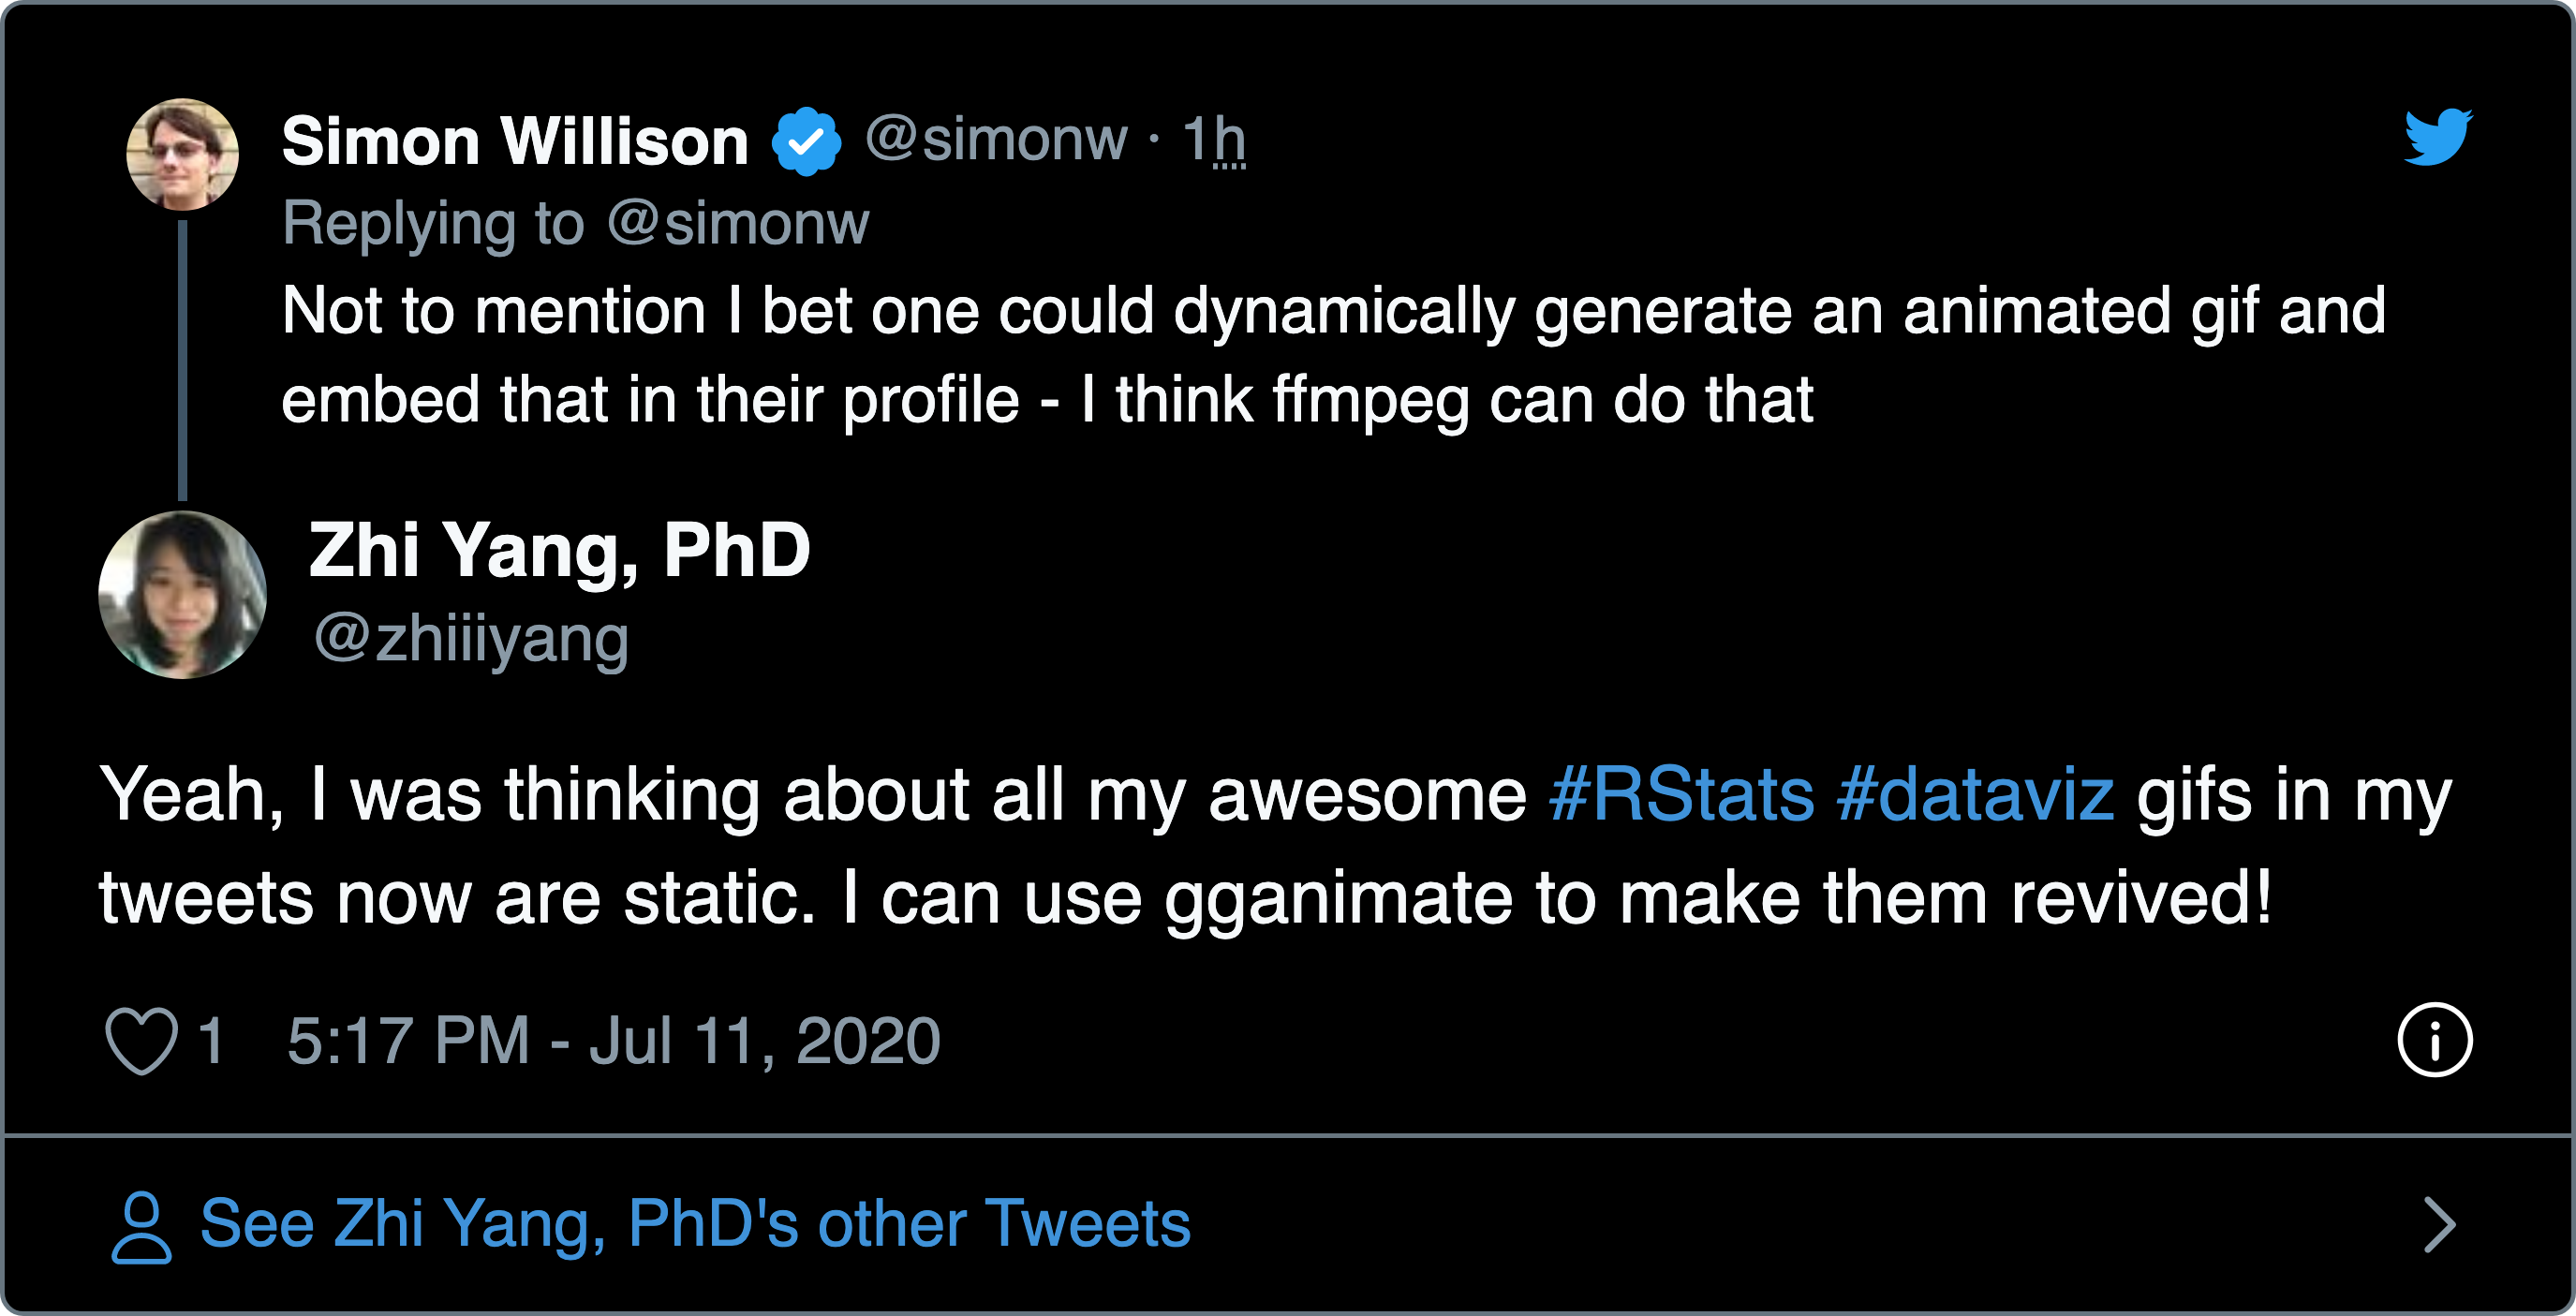 Simon Willison @simonw · 1h
Replying to @simonw
Not to mention I bet one could dynamically generate an animated gif and
embed that in their profile - I think ffmpeg can do that
Zhi Yang, PhD
@zhiiiyang
Yeah, I was thinking about all my awesome #RStats #dataviz gifs in my
tweets now are static. I can use gganimate to make them revived!
1 5:17 PM - Jul 11, 2020
See Zhi Yang, PhD's other Tweets